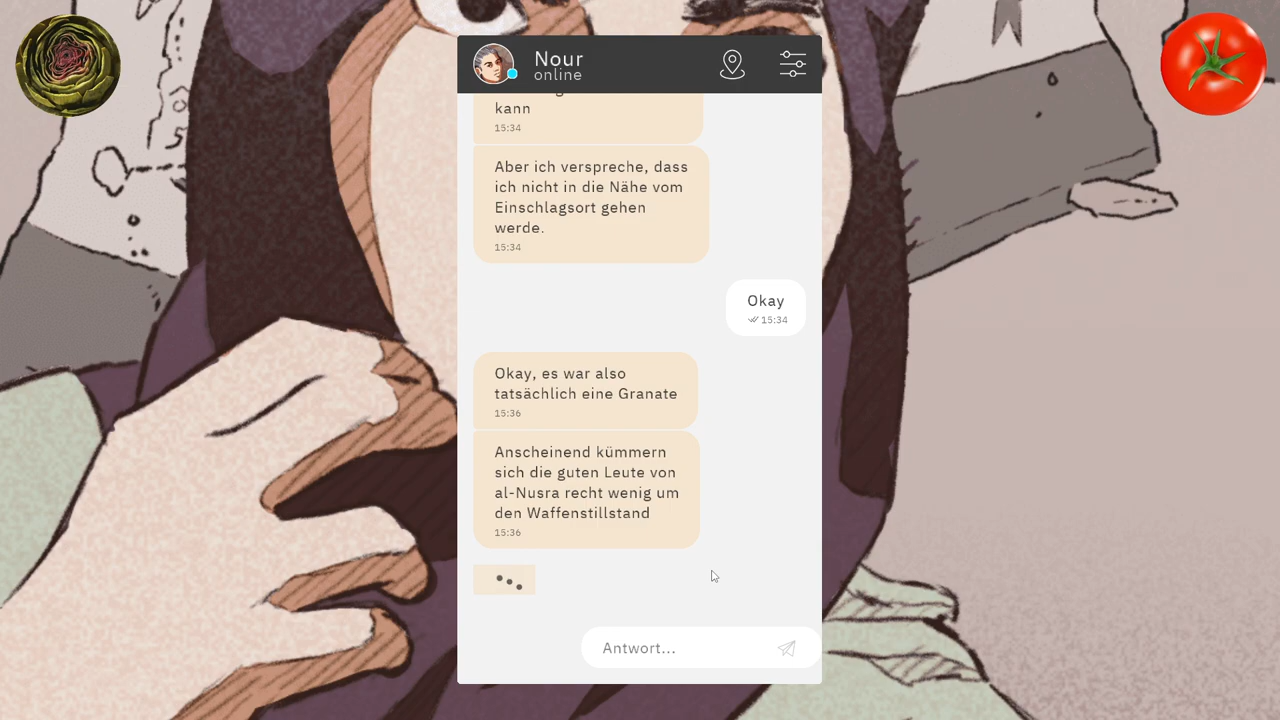 Nour
online
kann
15:34
Aber ich verspreche, dass
ich nicht in die Nähe vom
Einschlagsort gehen
werde.
15:34
Okay
15:34
Okay, es war also
tatsächlich eine Granate
15:36
Anscheinend kümmern
sich die guten Leute von
al-Nusra recht wenig um
den Waffenstillstand
15:36
Antwort...